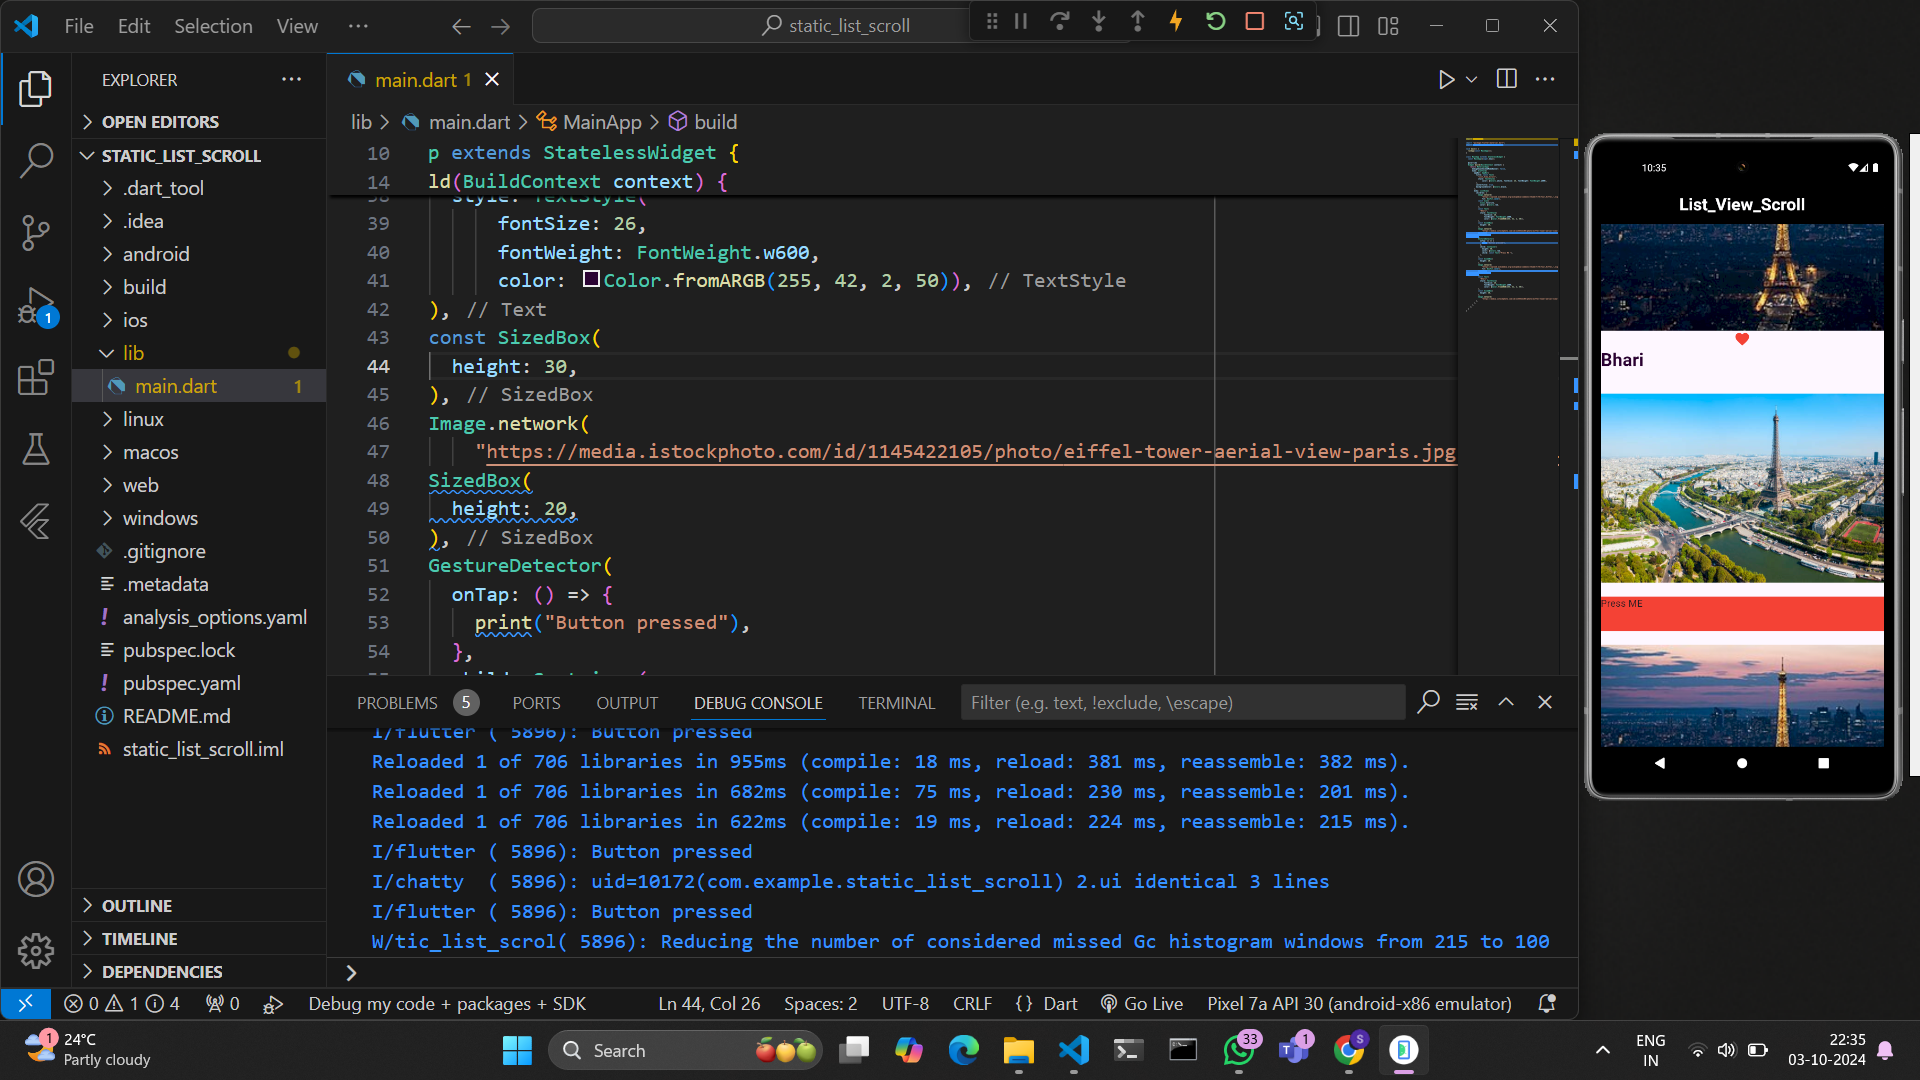 File Edit Selection View ···
static_list_scroll
EXPLORER
OPEN EDITORS
STATIC_LIST_SCROLL
.dart_tool
.idea
android
build
ios
lib
main.dart 1
linux
macos
web
windows
.gitignore
.metadata
analysis_options.yaml
pubspec.lock
pubspec.yaml
README.md
static_list_scroll.iml
OUTLINE
TIMELINE
DEPENDENCIES
1
main.dart 1
lib > main.dart > MainApp > build
10 p extends StatelessWidget {
14 ld(BuildContext context) {
38 style: TextStyle(
39 fontSize: 26,
40 fontWeight: FontWeight.w600,
41 color: Color.fromARGB(255, 42, 2, 50)), // TextStyle
42 ), // Text
43 const SizedBox(
44 height: 30,
45 ), // SizedBox
46 Image.network(
47 "https://media.istockphoto.com/id/1145422105/photo/eiffel-tower-aerial-view-paris.jpg
48 SizedBox(
49 height: 20,
50 ), // SizedBox
51 GestureDetector(
52 onTap: () => {
53 print("Button pressed"),
54 },
PROBLEMS 5 PORTS OUTPUT DEBUG CONSOLE TERMINAL Filter (e.g. text, !exclude, \escape)
I/flutter ( 5896): Button pressed
Reloaded 1 of 706 libraries in 955ms (compile: 18 ms, reload: 381 ms, reassemble: 382 ms).
Reloaded 1 of 706 libraries in 682ms (compile: 75 ms, reload: 230 ms, reassemble: 201 ms).
Reloaded 1 of 706 libraries in 622ms (compile: 19 ms, reload: 224 ms, reassemble: 215 ms).
I/flutter ( 5896): Button pressed
I/chatty  ( 5896): uid=10172(com.example.static_list_scroll) 2.ui identical 3 lines
I/flutter ( 5896): Button pressed
W/tic_list_scrol( 5896): Reducing the number of considered missed Gc histogram windows from 215 to 100
>
0 1 4 0 Debug my code + packages + SDK Ln 44, Col 26 Spaces: 2 UTF-8 CRLF {} Dart Go Live Pixel 7a API 30 (android-x86 emulator)
10:35
List_View_Scroll
Bhari
Press ME
1
24°C
Partly cloudy
Search
33
1
S
ENG
IN
22:35
03-10-2024